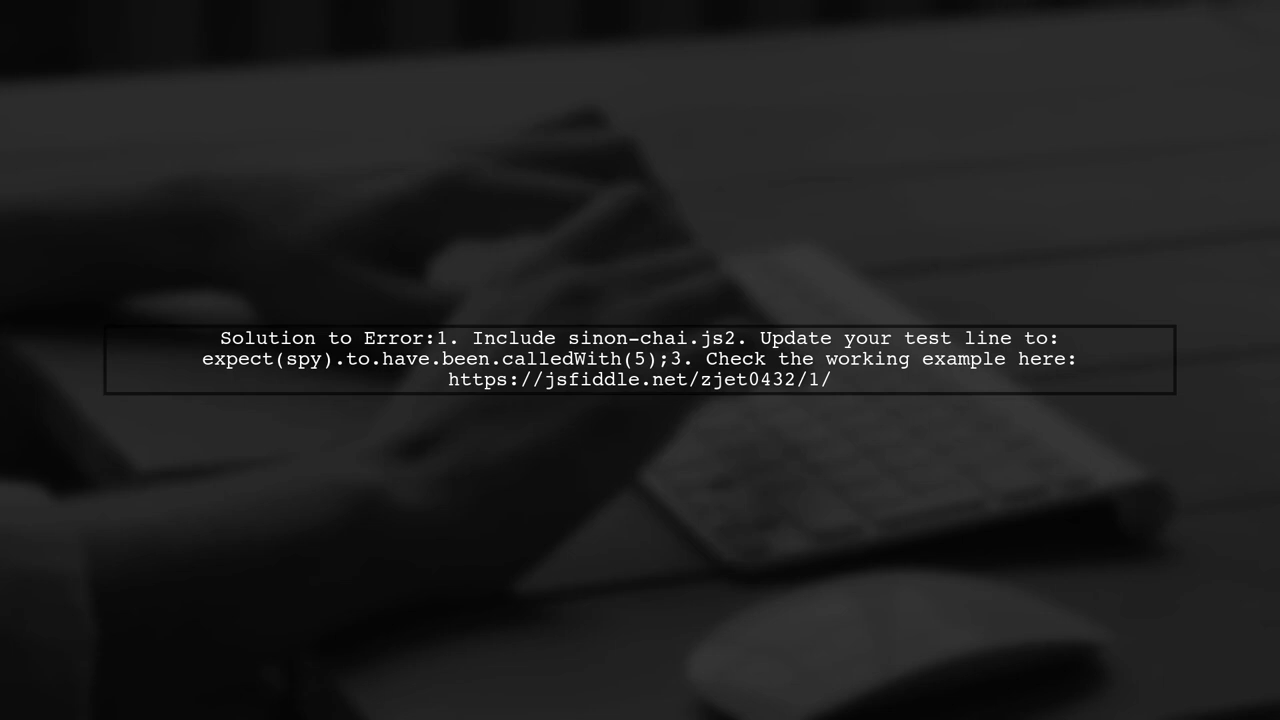 Solution to Error:1. Include sinon-chai.js2. Update your test line to:
expect(spy).to.have.been.calledWith(5);3. Check the working example here:
https://jsfiddle.net/zjet0432/1/